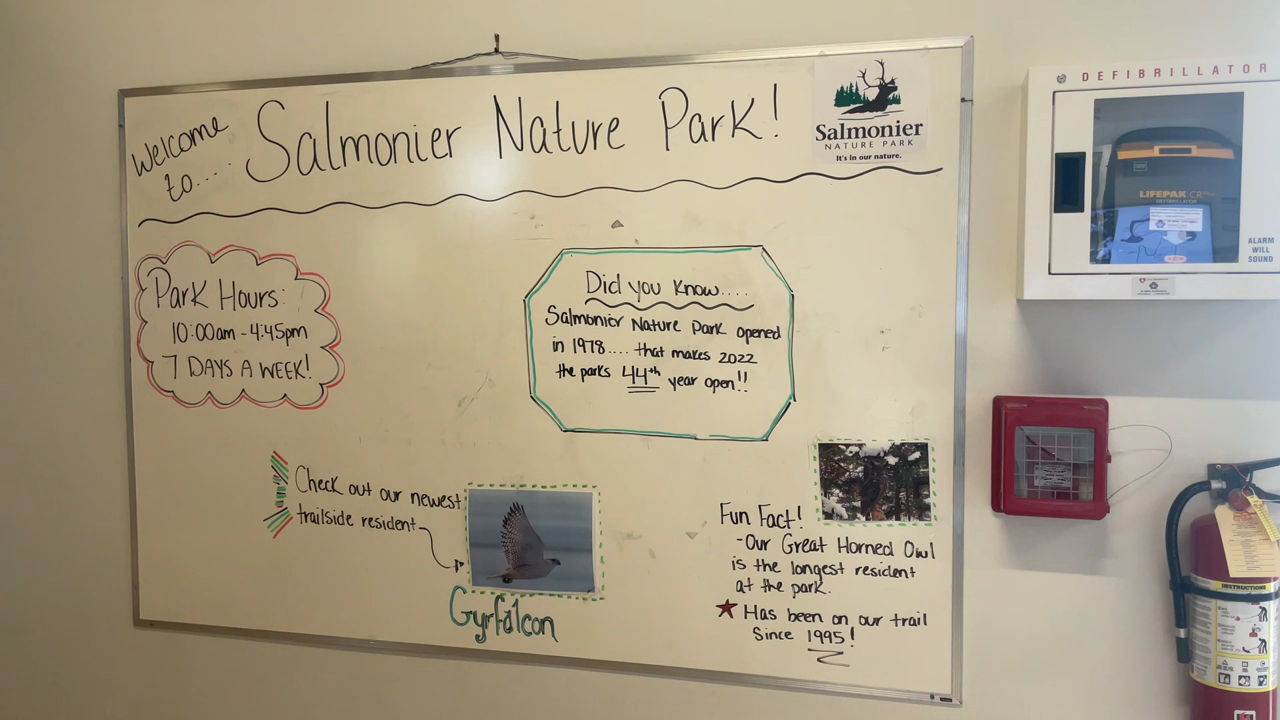 Welcome to... Salmonier Nature Park!
Salmonier
NATURE PARK
It's in our nature.
Park Hours:
10:00am - 4:45pm
7 DAYS A WEEK!
Did you know....
Salmonier Nature Park opened
in 1978.... that makes 2022
the parks 44th year open!!
Check out our newest
trailside resident
Gyrfalcon
Fun Fact!
-Our Great Horned Owl
is the longest resident
at the park.
Has been on our trail
Since 1995!
DEFIBRILLATOR
LIFEPAK CR
DEFIBRILLATOR
ALARM
WILL
SOUND
INSTRUCTIONS